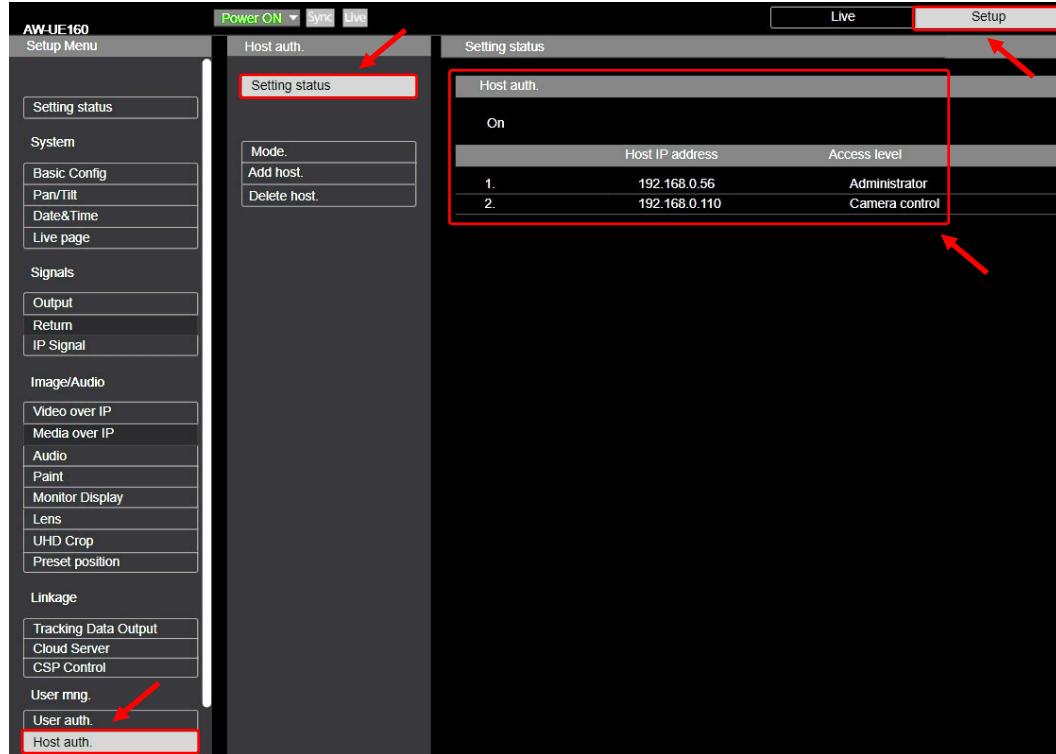 AW-UE160
Power ON Sync Live
Live Setup
Setup Menu
Setting status
System
Basic Config
Pan/Tilt
Date&Time
Live page
Signals
Output
Return
IP Signal
Image/Audio
Video over IP
Media over IP
Audio
Paint
Monitor Display
Lens
UHD Crop
Preset position
Linkage
Tracking Data Output
Cloud Server
CSP Control
User mng.
User auth.
Host auth.
Host auth.
Setting status
Mode.
Add host.
Delete host.
Setting status
Host auth.
On
Host IP address Access level
1. 192.168.0.56 Administrator
2. 192.168.0.110 Camera control